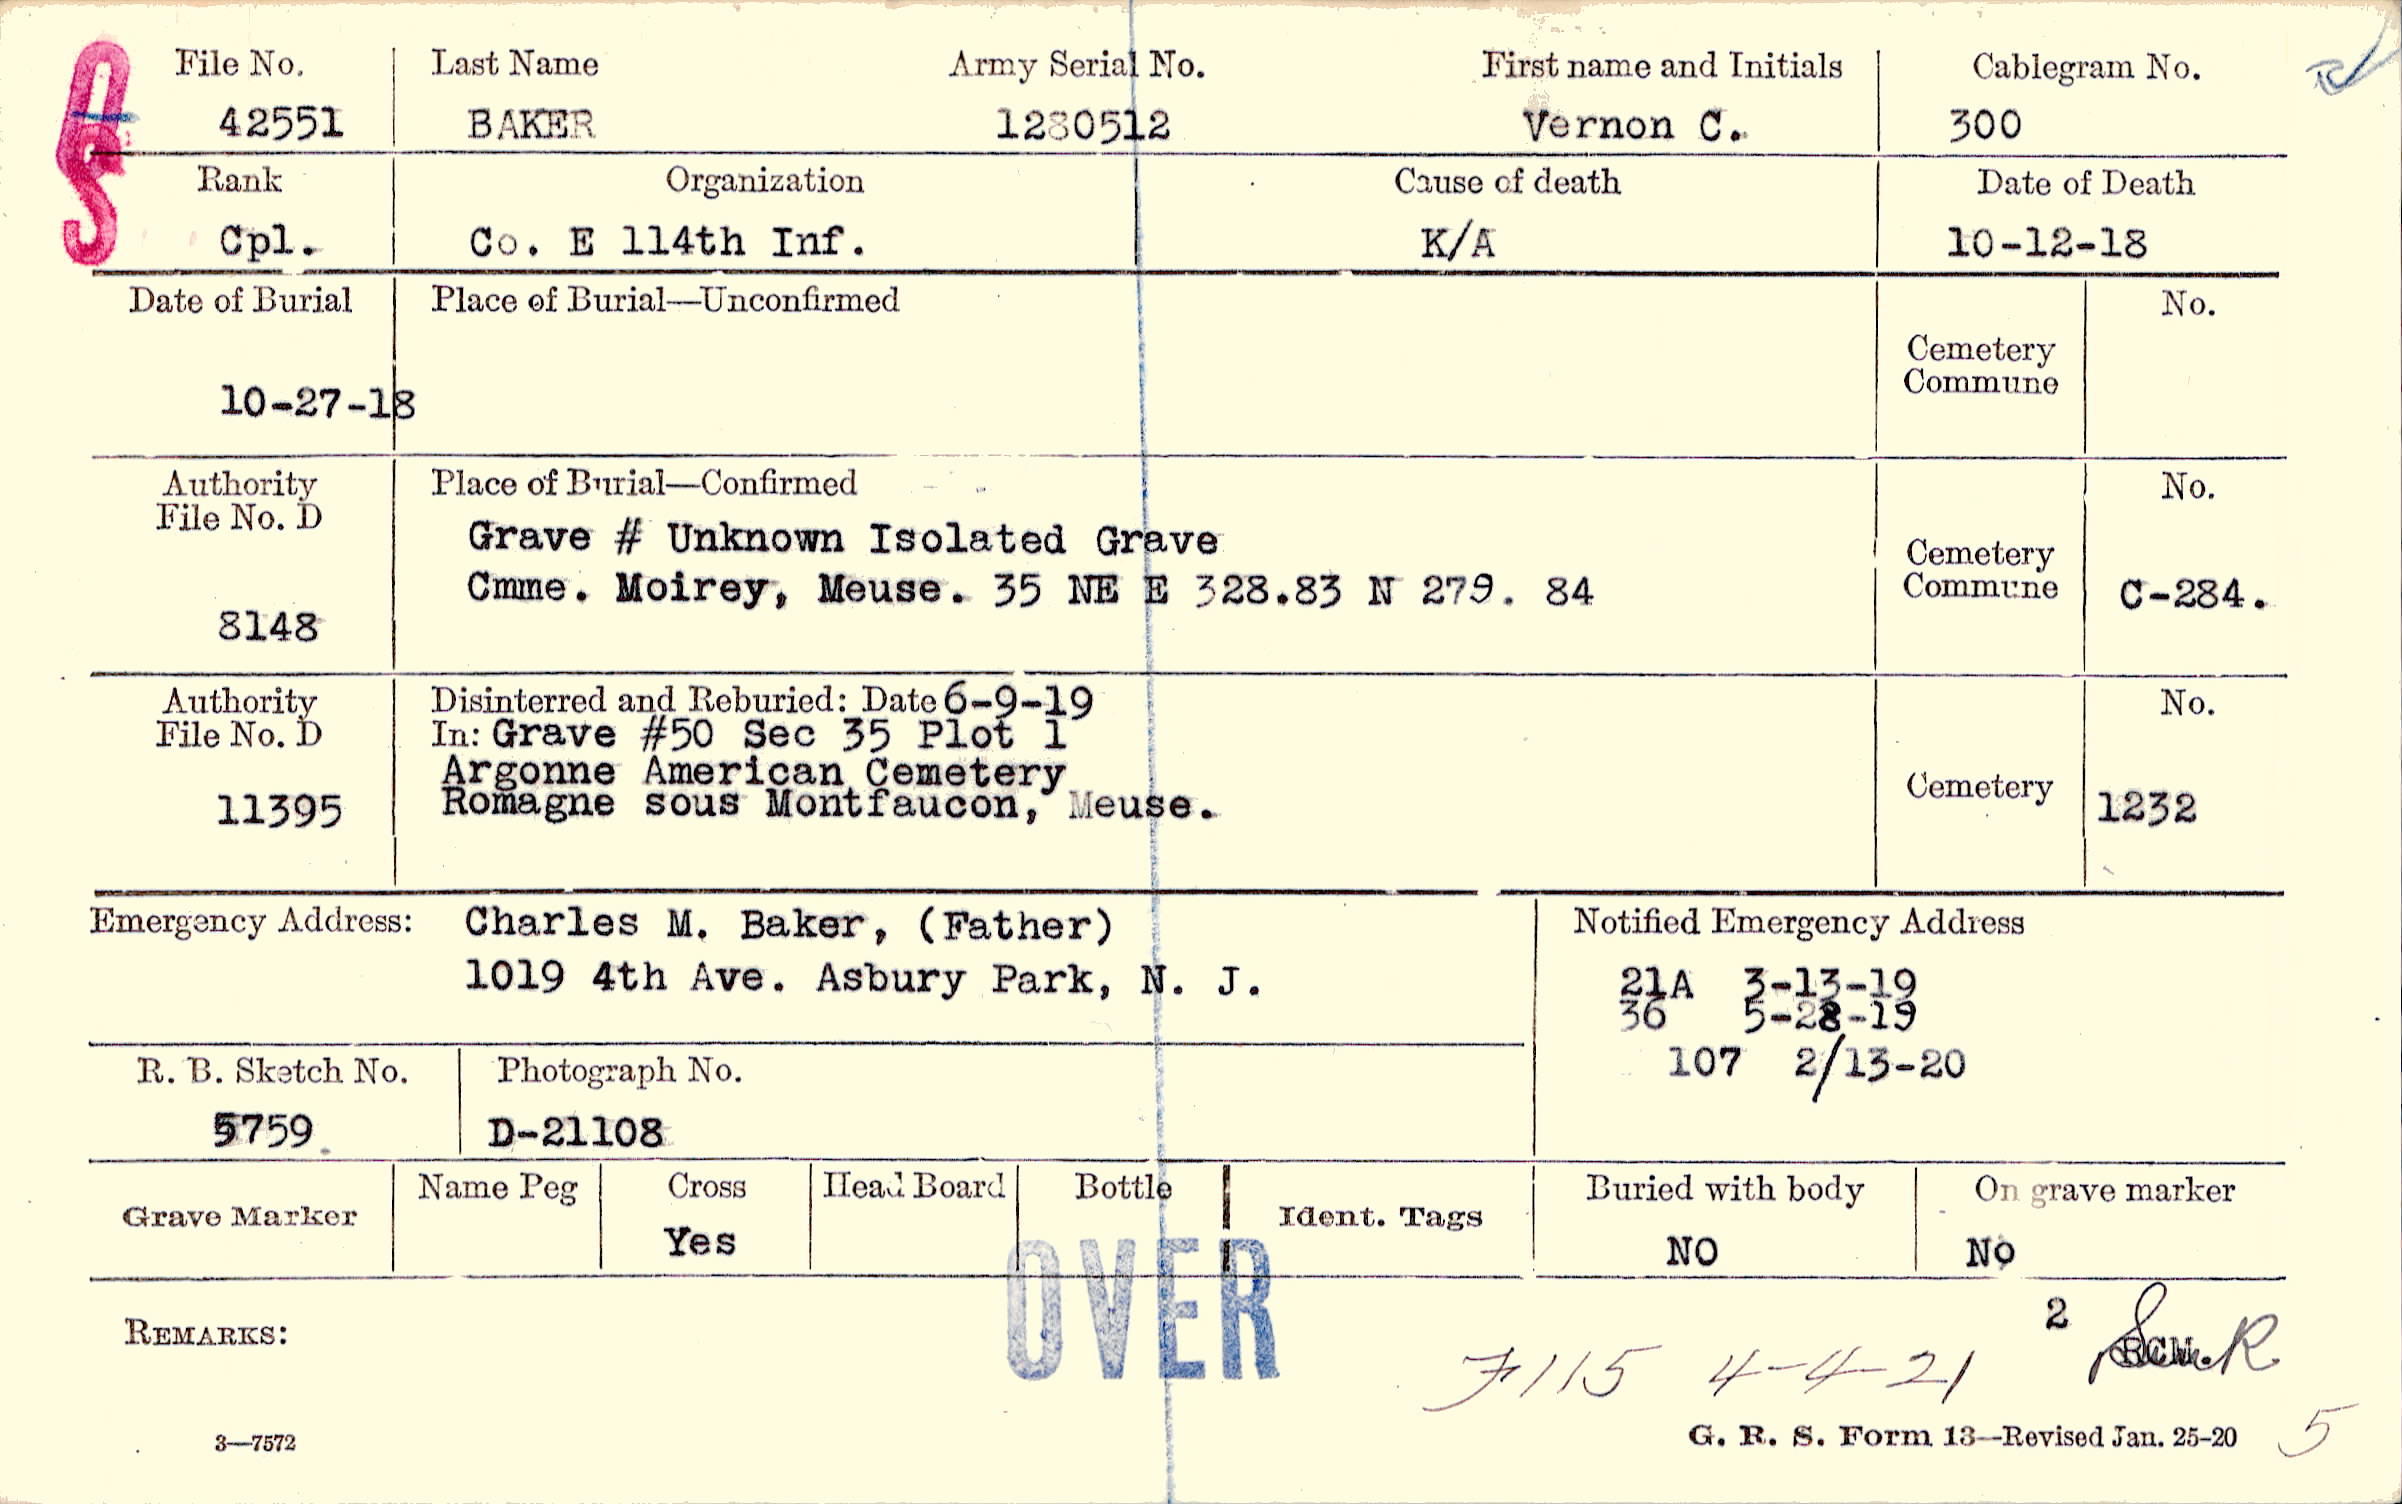 File No. Last Name Army Serial No. First name and Initials Cablegram No.
42551 BAKER 1280512 Vernon C. 300
Rank Organization Cause of death Date of Death
Cpl. Co. E 114th Inf. K/A 10-12-18
Date of Burial Place of Burial—Unconfirmed No.
Cemetery
Commune
10-27-18
Authority Place of Burial—Confirmed No.
File No. D
Grave # Unknown Isolated Grave
Cemetery
Cmne. Moirey, Meuse. 35 NE E 328.83 N 279. 84 Commune C-284.
8148
Authority Disinterred and Reburied: Date 6-9-19 No.
File No. D In: Grave #50 Sec 35 Plot 1
Argonne American Cemetery Cemetery
11395 Romagne sous Montfaucon, Meuse. 1232
Emergency Address: Charles M. Baker, (Father) Notified Emergency Address
1019 4th Ave. Asbury Park, N. J. 21A 3-13-19
36 5-28-19
107 2/13-20
R. B. Sketch No. Photograph No.
5759 D-21108
Grave Marker Name Peg Cross Head Board Bottle Ident. Tags Buried with body On grave marker
Yes NO No
OVER
2
REMARKS: RCM.
F115 4-4-21
3—7572 G. R. S. Form 13—Revised Jan. 25-20 5